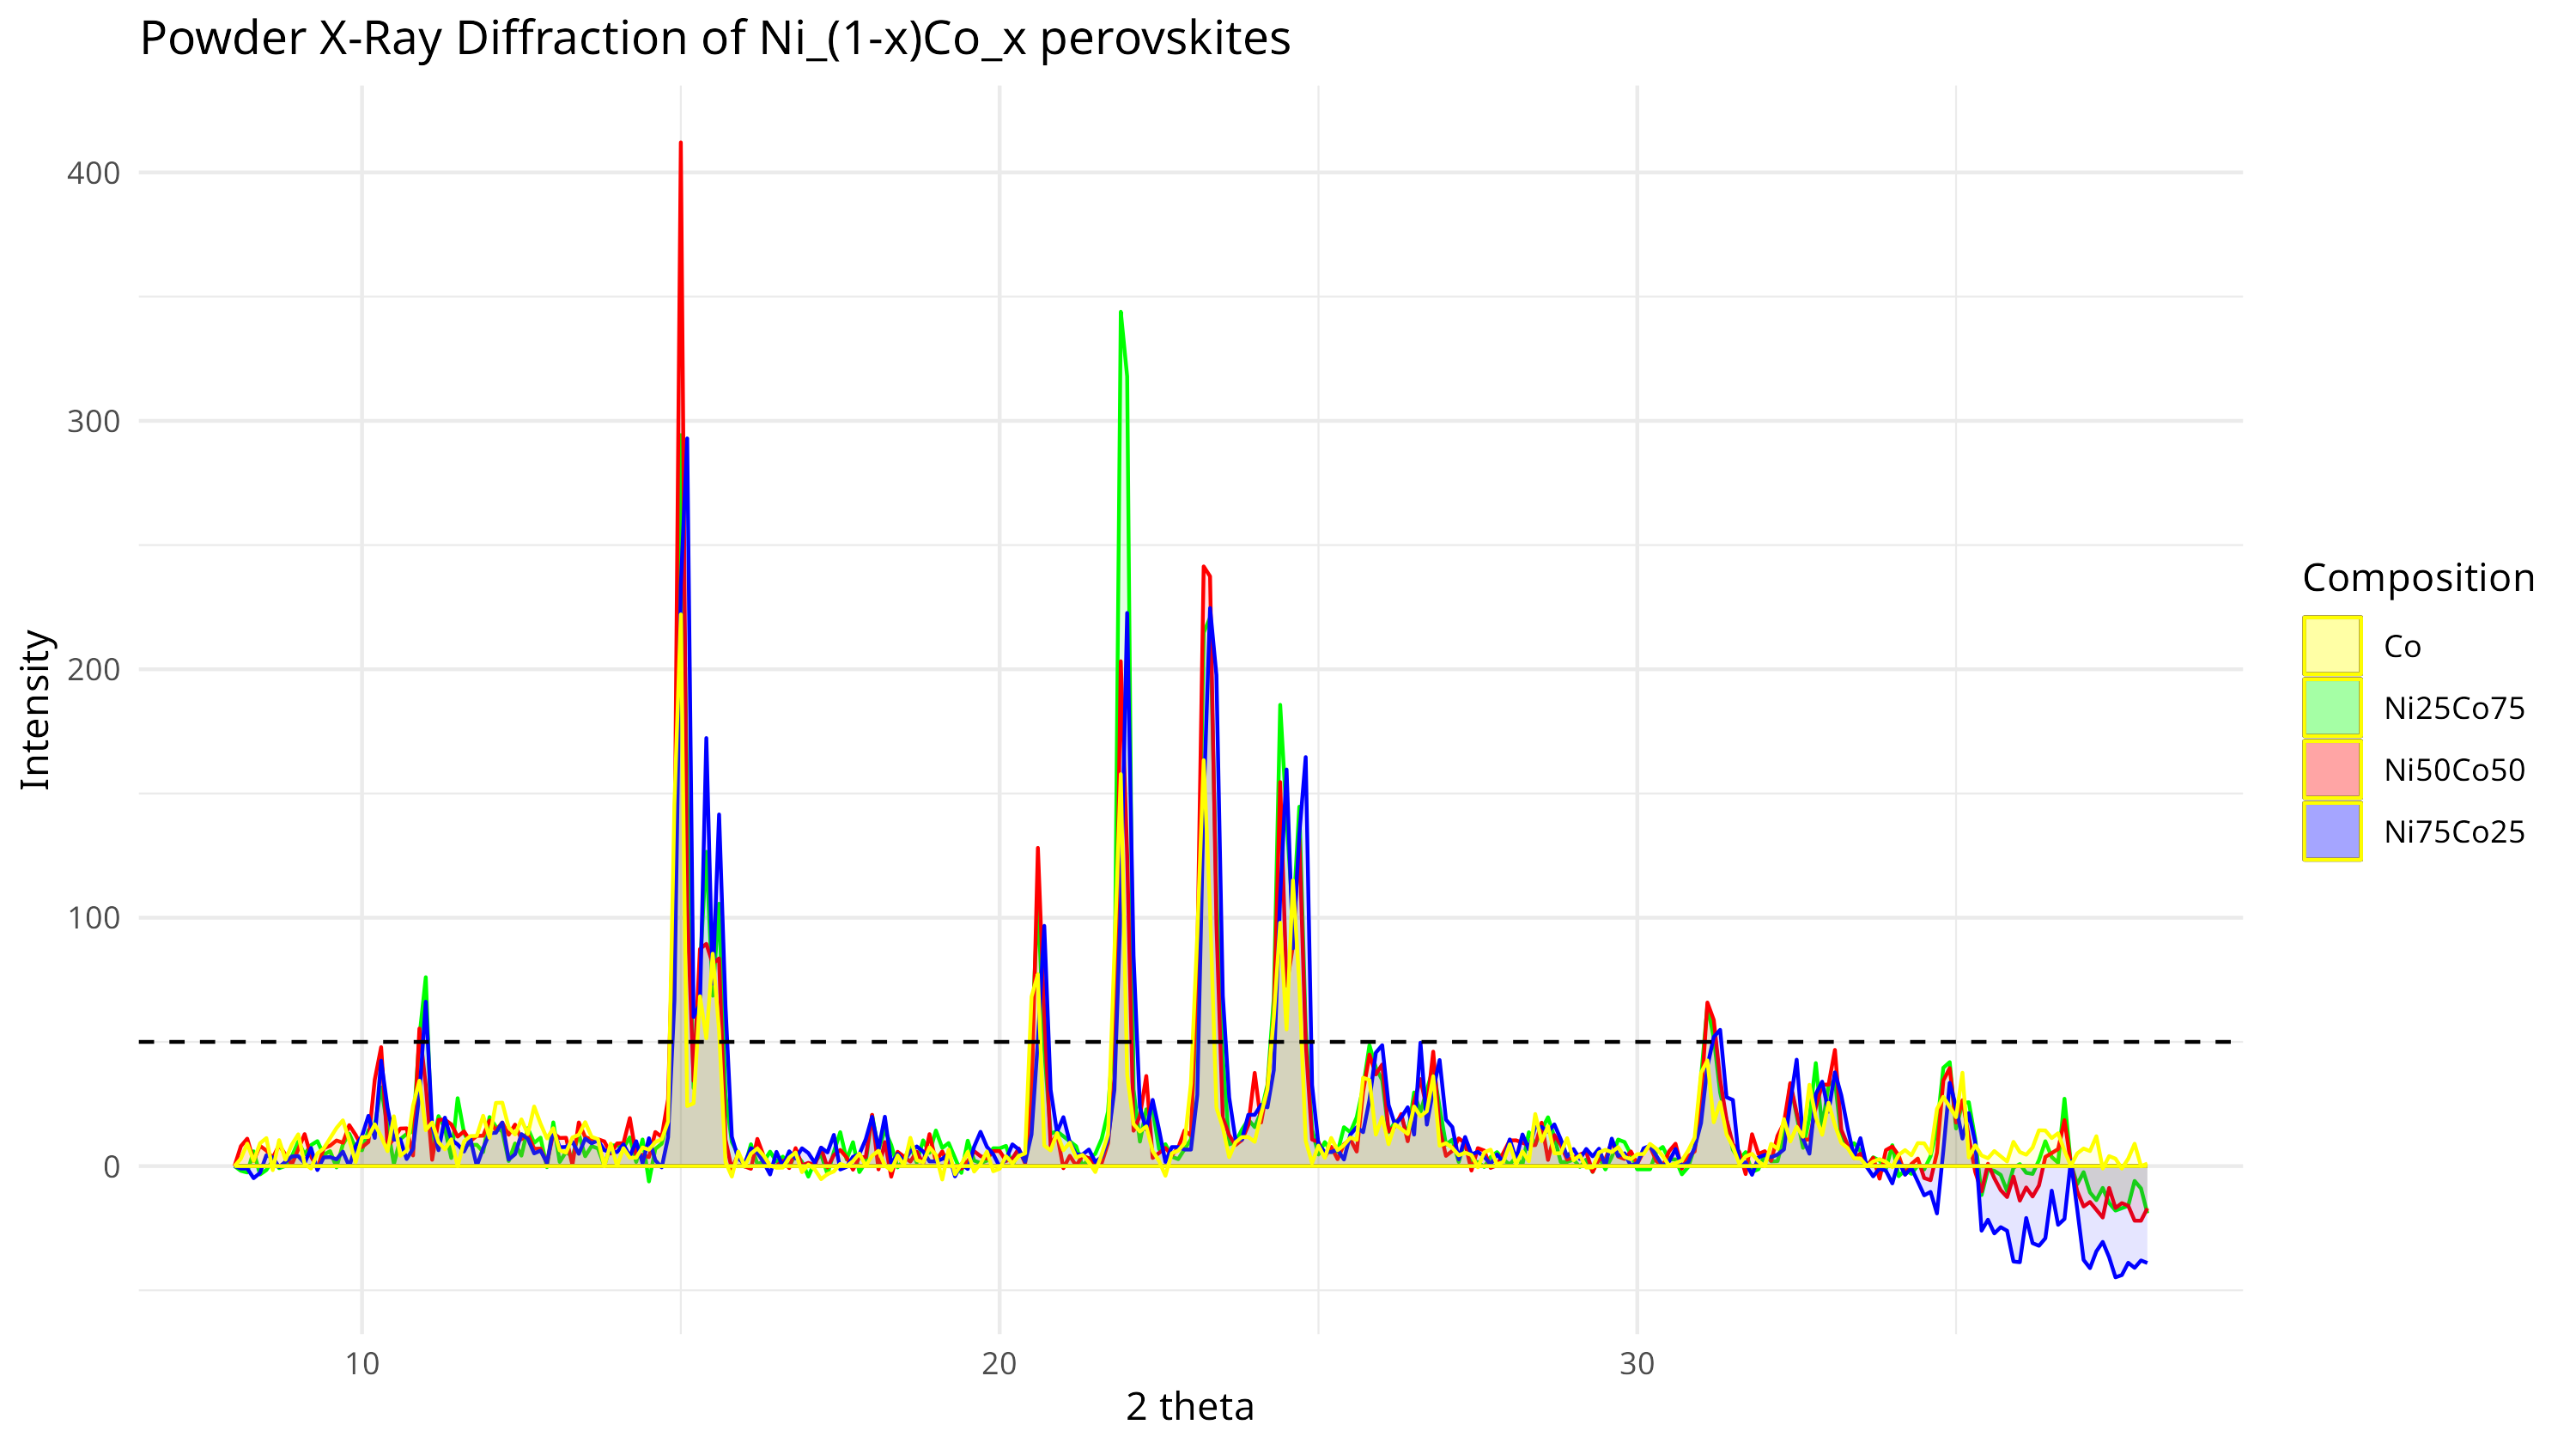 Powder X-Ray Diffraction of Ni_(1-x)Co_x perovskites
400
300
200
100
0
Intensity
10
20
30
2 theta
Composition
Co
Ni25Co75
Ni50Co50
Ni75Co25